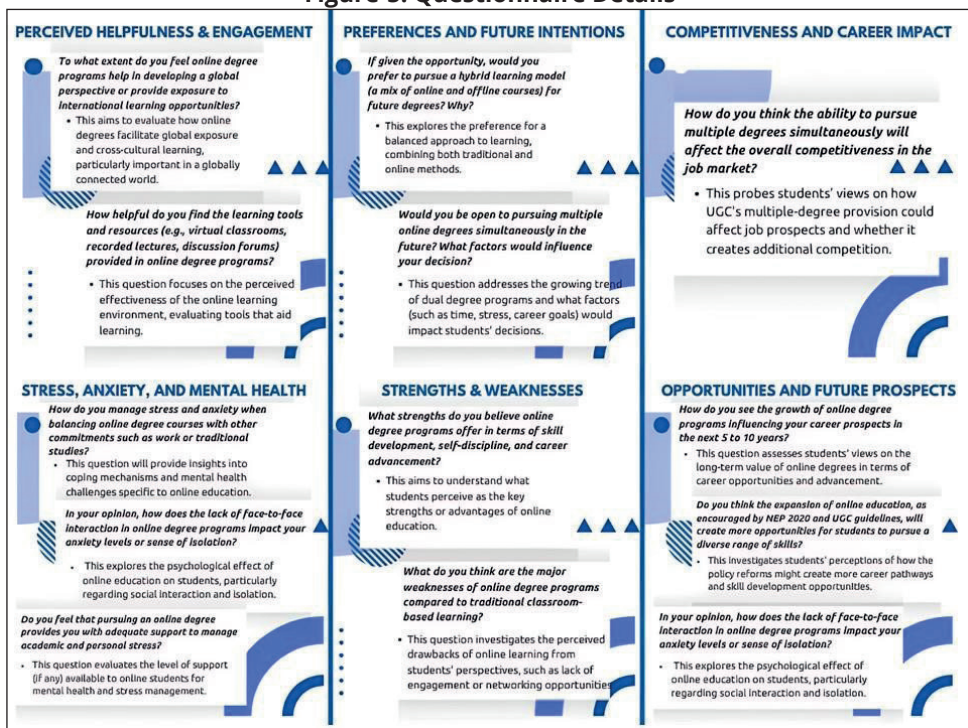 Figure 3. Questionnaire Details
PERCEIVED HELPFULNESS & ENGAGEMENT
To what extent do you feel online degree
programs help in developing a global
perspective or provide exposure to
international learning opportunities?
• This aims to evaluate how online
degrees facilitate global exposure
and cross-cultural learning,
particularly important in a globally
connected world.
How helpful do you find the learning tools
and resources (e.g., virtual classrooms,
recorded lectures, discussion forums)
provided in online degree programs?
• This question focuses on the perceived
effectiveness of the online learning
environment, evaluating tools that aid
learning.
PREFERENCES AND FUTURE INTENTIONS
If given the opportunity, would you
prefer to pursue a hybrid learning model
(a mix of online and offline courses) for
future degrees? Why?
• This explores the preference for a
balanced approach to learning,
combining both traditional and
online methods.
Would you be open to pursuing multiple
online degrees simultaneously in the
future? What factors would influence
your decision?
• This question addresses the growing trend
of dual degree programs and what factors
(such as time, stress, career goals) would
impact students' decisions.
COMPETITIVENESS AND CAREER IMPACT
How do you think the ability to pursue
multiple degrees simultaneously will
affect the overall competitiveness in the
job market?
• This probes students' views on how
UGC's multiple-degree provision could
affect job prospects and whether it
creates additional competition.
STRESS, ANXIETY, AND MENTAL HEALTH
How do you manage stress and anxiety when
balancing online degree courses with other
commitments such as work or traditional
studies?
• This question will provide insights into
coping mechanisms and mental health
challenges specific to online education.
In your opinion, how does the lack of face-to-face
interaction in online degree programs impact your
anxiety levels or sense of isolation?
• This explores the psychological effect of
online education on students, particularly
regarding social interaction and isolation.
Do you feel that pursuing an online degree
provides you with adequate support to manage
academic and personal stress?
• This question evaluates the level of support
(if any) available to online students for
mental health and stress management.
STRENGTHS & WEAKNESSES
What strengths do you believe online
degree programs offer in terms of skill
development, self-discipline, and career
advancement?
• This aims to understand what
students perceive as the key
strengths or advantages of online
education.
What do you think are the major
weaknesses of online degree programs
compared to traditional classroom-
based learning?
• This question investigates the perceived
drawbacks of online learning from
students' perspectives, such as lack of
engagement or networking opportunities
OPPORTUNITIES AND FUTURE PROSPECTS
How do you see the growth of online degree
programs influencing your career prospects in
the next 5 to 10 years?
• This question assesses students' views on the
long-term value of online degrees in terms of
career opportunities and advancement.
Do you think the expansion of online education, as
encouraged by NEP 2020 and UGC guidelines, will
create more opportunities for students to pursue a
diverse range of skills?
• This investigates students' perceptions of how the
policy reforms might create more career pathways
and skill development opportunities.
In your opinion, how does the lack of face-to-face
interaction in online degree programs impact your
anxiety levels or sense of isolation?
• This explores the psychological effect of
online education on students, particularly
regarding social interaction and isolation.